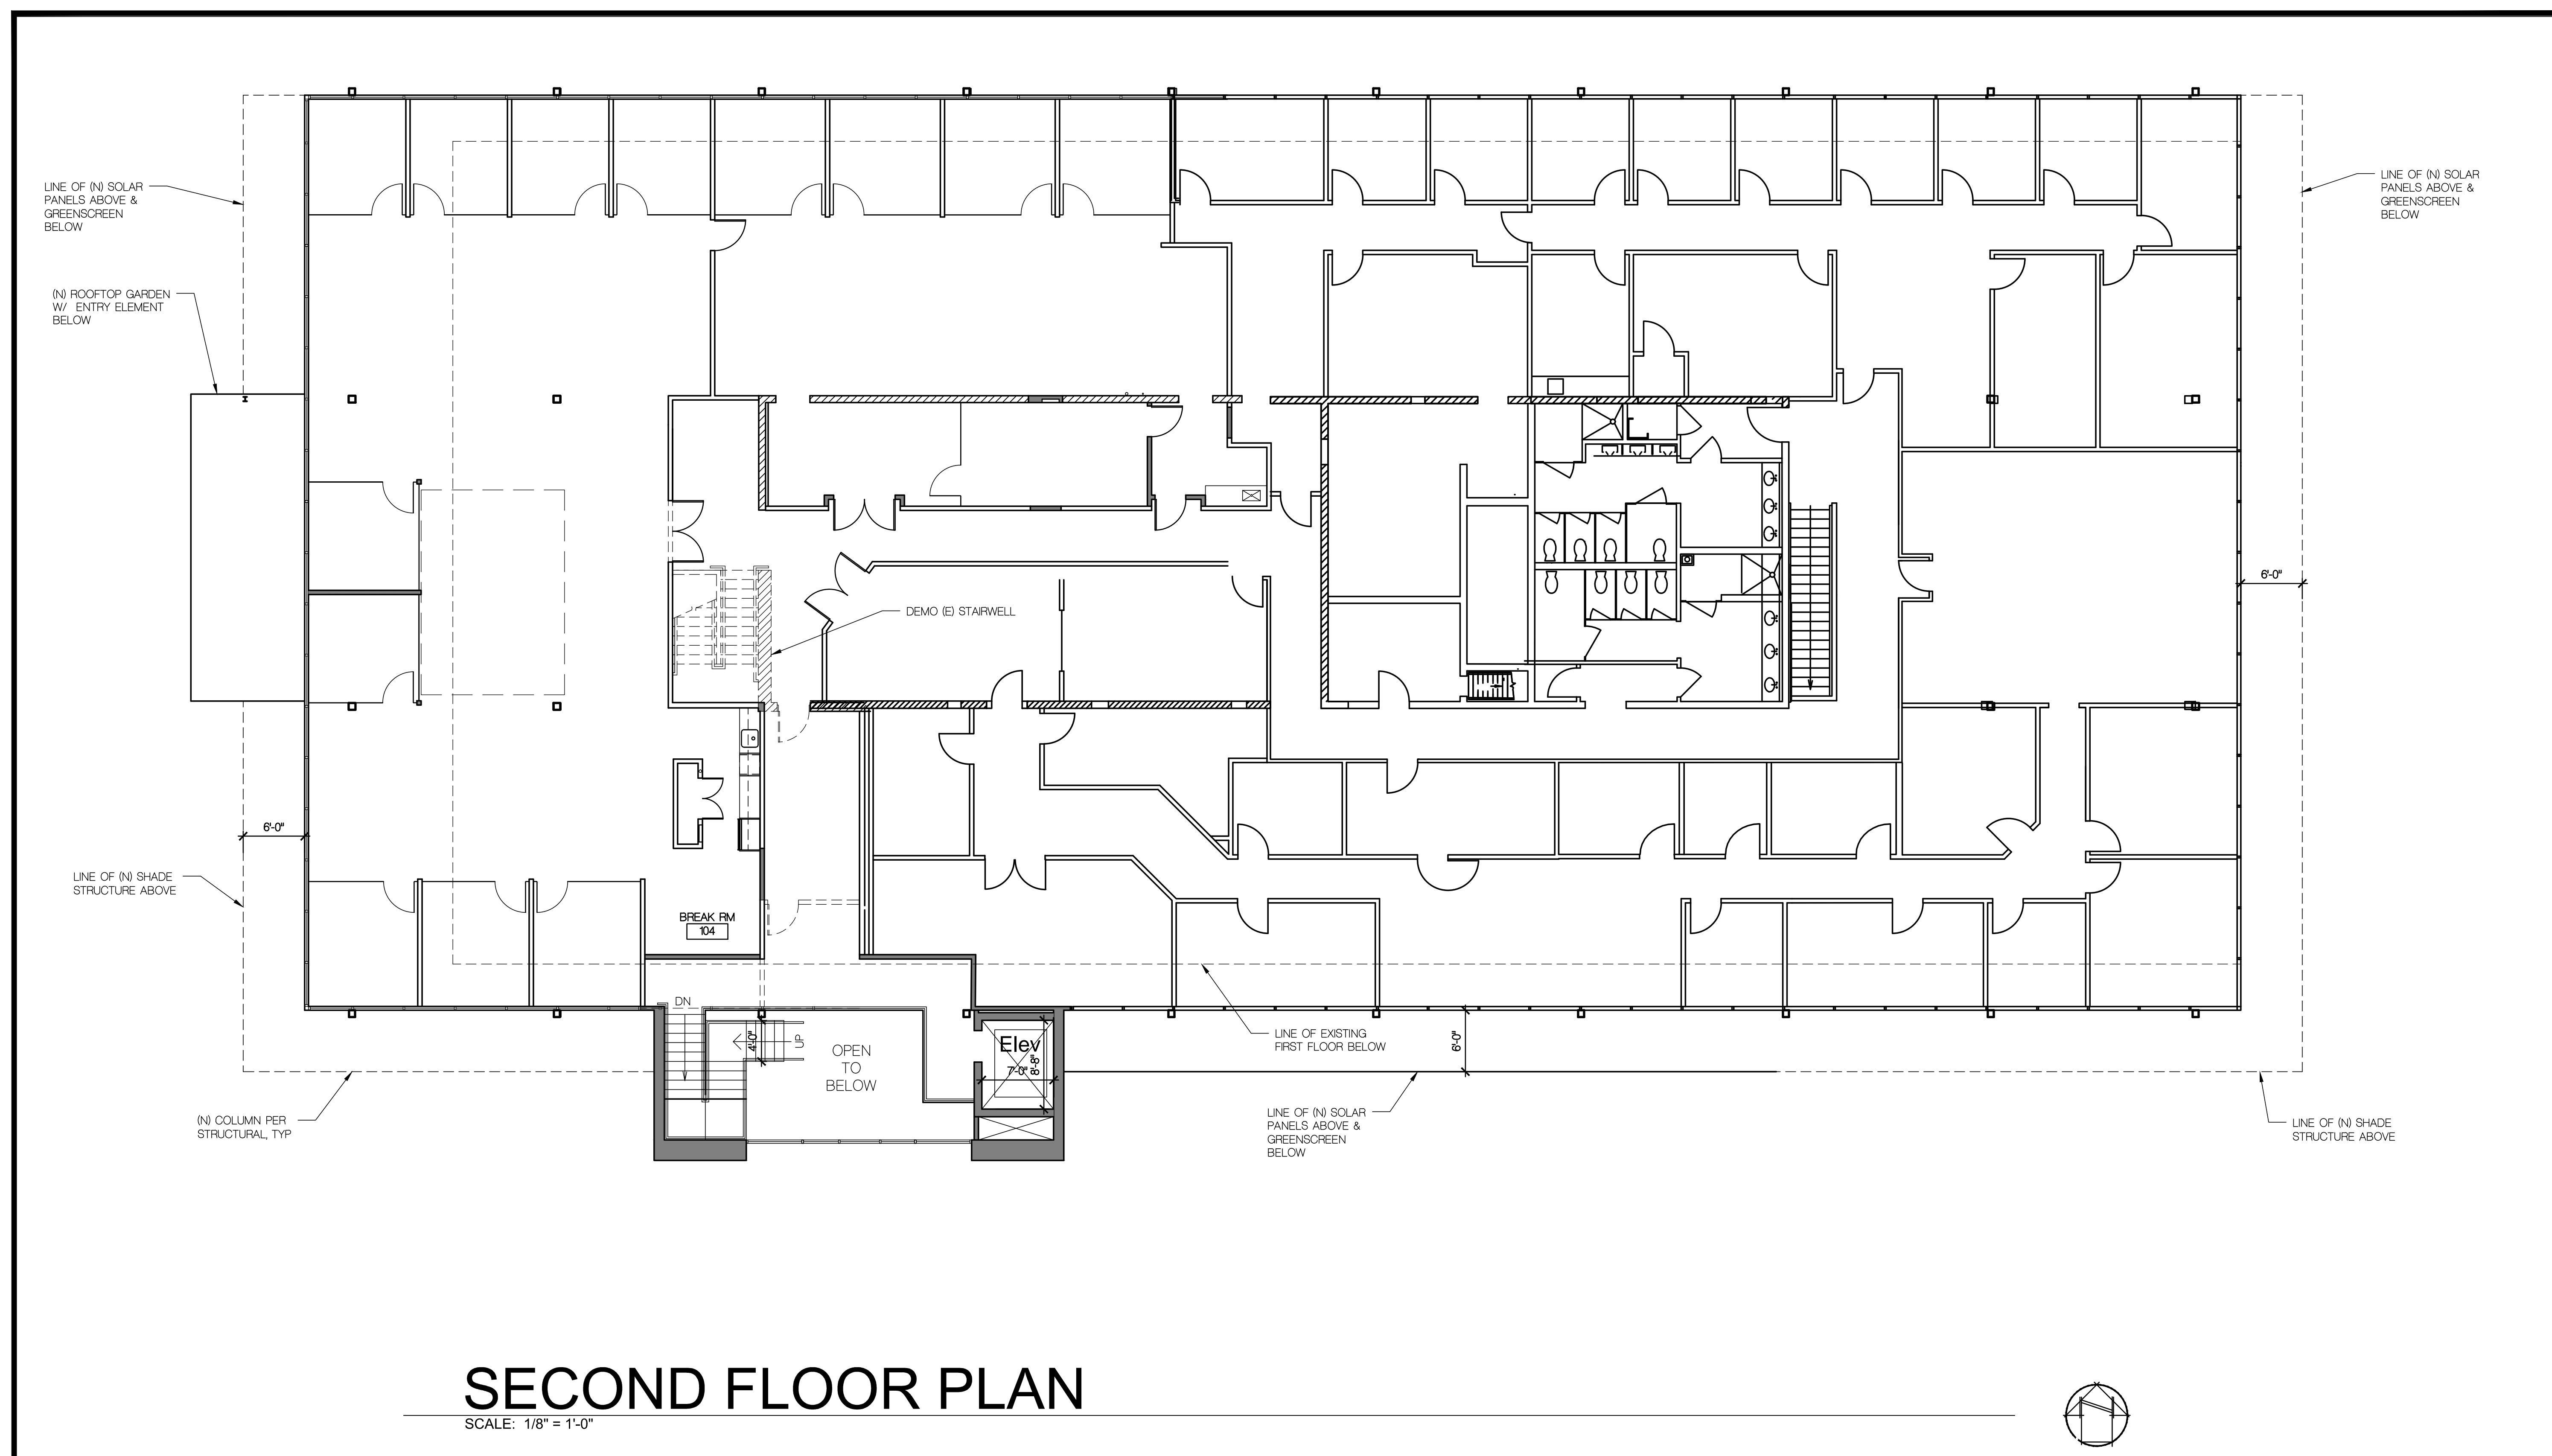 LINE OF (N) SOLAR
PANELS ABOVE &
GREENSCREEN
BELOW
LINE OF (N) SOLAR
PANELS ABOVE &
GREENSCREEN
BELOW
(N) ROOFTOP GARDEN
W/ ENTRY ELEMENT
BELOW
6'-0"
DEMO (E) STAIRWELL
6'-0"
LINE OF (N) SHADE
STRUCTURE ABOVE
BREAK RM
104
DN
UP
4'-0"
OPEN
TO
BELOW
Elev
7'-0"
8'-8"
LINE OF EXISTING
FIRST FLOOR BELOW
6'-0"
(N) COLUMN PER
STRUCTURAL, TYP
LINE OF (N) SOLAR
PANELS ABOVE &
GREENSCREEN
BELOW
LINE OF (N) SHADE
STRUCTURE ABOVE
SECOND FLOOR PLAN
SCALE: 1/8" = 1'-0"